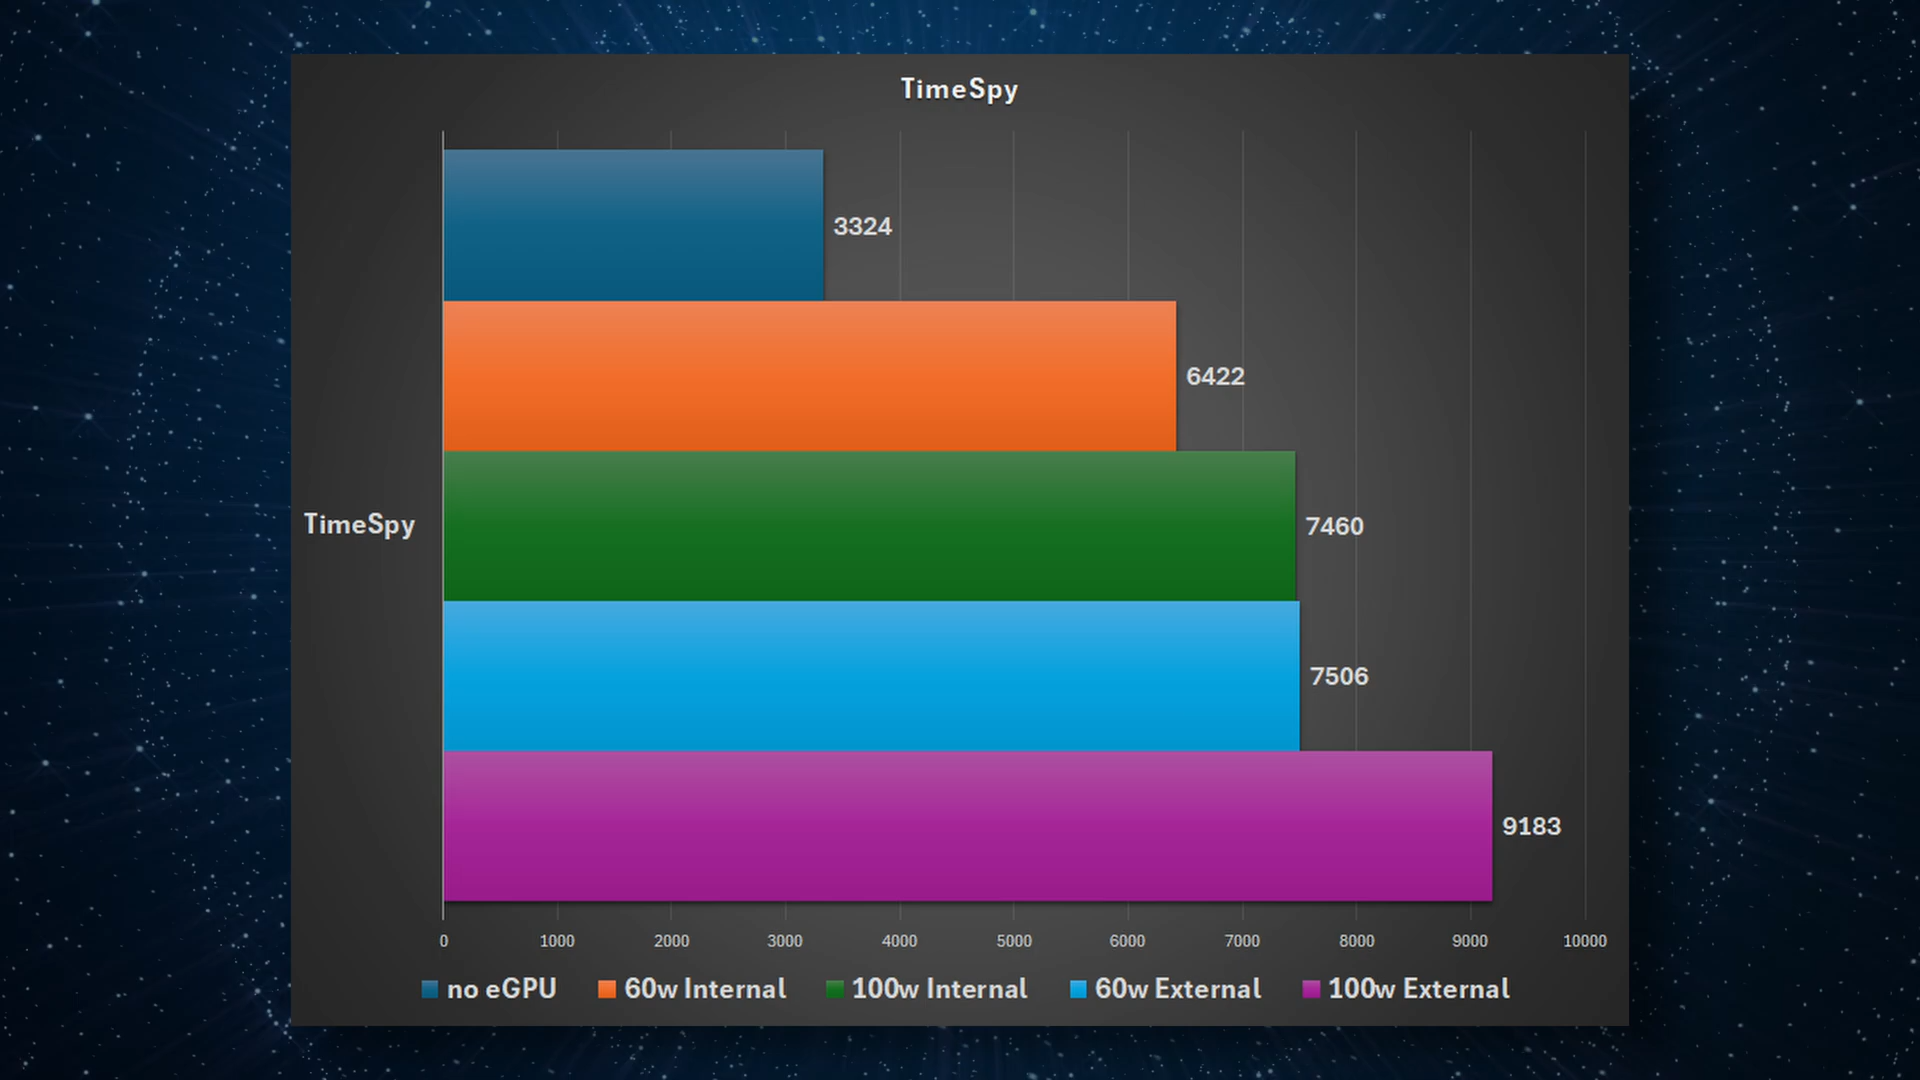 TimeSpy
3324
6422
TimeSpy
7460
7506
9183
0 1000 2000 3000 4000 5000 6000 7000 8000 9000 10000
no eGPU 60w Internal 100w Internal 60w External 100w External